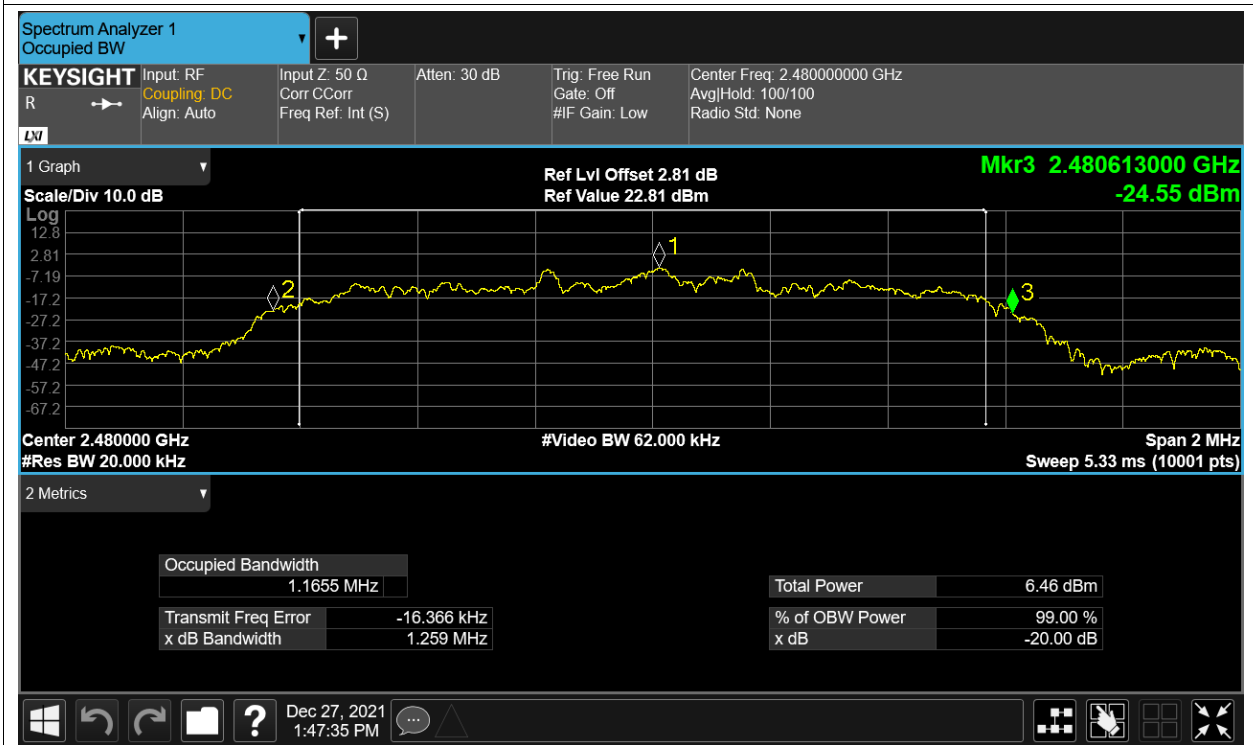 Spectrum Analyzer 1
Occupied BW
KEYSIGHT
R
LXI
Input: RF
Coupling: DC
Align: Auto
Input Z: 50 Ω
Corr CCorr
Freq Ref: Int (S)
Atten: 30 dB
Trig: Free Run
Gate: Off
#IF Gain: Low
Center Freq: 2.480000000 GHz
Avg|Hold: 100/100
Radio Std: None
1 Graph
Scale/Div 10.0 dB
Ref Lvl Offset 2.81 dB
Ref Value 22.81 dBm
Mkr3 2.480613000 GHz
-24.55 dBm
Log
12.8
2.81
-7.19
-17.2
-27.2
-37.2
-47.2
-57.2
-67.2
1
2
3
Center 2.480000 GHz
#Res BW 20.000 kHz
#Video BW 62.000 kHz
Span 2 MHz
Sweep 5.33 ms (10001 pts)
2 Metrics
Occupied Bandwidth
1.1655 MHz
Transmit Freq Error -16.366 kHz
x dB Bandwidth 1.259 MHz
Total Power 6.46 dBm
% of OBW Power 99.00 %
x dB -20.00 dB
?
Dec 27, 2021
1:47:35 PM